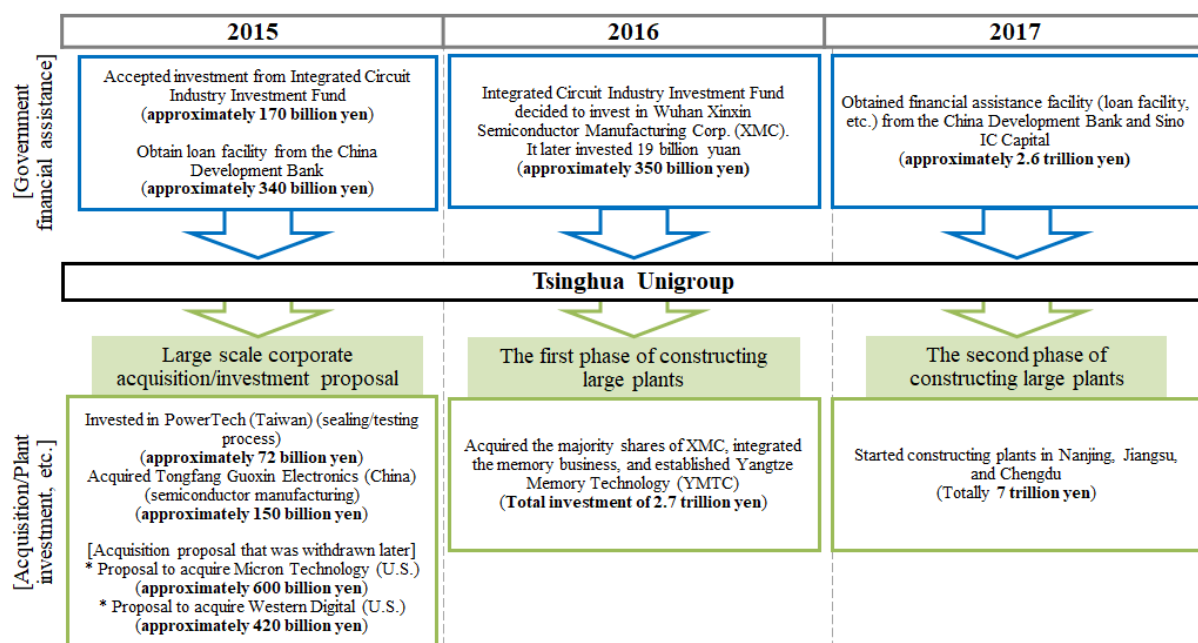 2015
2016
2017
[Government
financial assistance]
Accepted investment from Integrated Circuit
Industry Investment Fund
(approximately 170 billion yen)
Obtain loan facility from the China
Development Bank
(approximately 340 billion yen)
Integrated Circuit Industry Investment Fund
decided to invest in Wuhan Xinxin
Semiconductor Manufacturing Corp. (XMC).
It later invested 19 billion yuan
(approximately 350 billion yen)
Obtained financial assistance facility (loan facility,
etc.) from the China Development Bank and Sino
IC Capital
(approximately 2.6 trillion yen)
Tsinghua Unigroup
[Acquisition/Plant
investment, etc.]
Large scale corporate
acquisition/investment proposal
Invested in PowerTech (Taiwan) (sealing/testing
process)
(approximately 72 billion yen)
Acquired Tongfang Guoxin Electronics (China)
(semiconductor manufacturing)
(approximately 150 billion yen)
[Acquisition proposal that was withdrawn later]
* Proposal to acquire Micron Technology (U.S.)
(approximately 600 billion yen)
* Proposal to acquire Western Digital (U.S.)
(approximately 420 billion yen)
The first phase of constructing
large plants
Acquired the majority shares of XMC, integrated
the memory business, and established Yangtze
Memory Technology (YMTC)
(Total investment of 2.7 trillion yen)
The second phase of
constructing large plants
Started constructing plants in Nanjing, Jiangsu,
and Chengdu
(Totally 7 trillion yen)